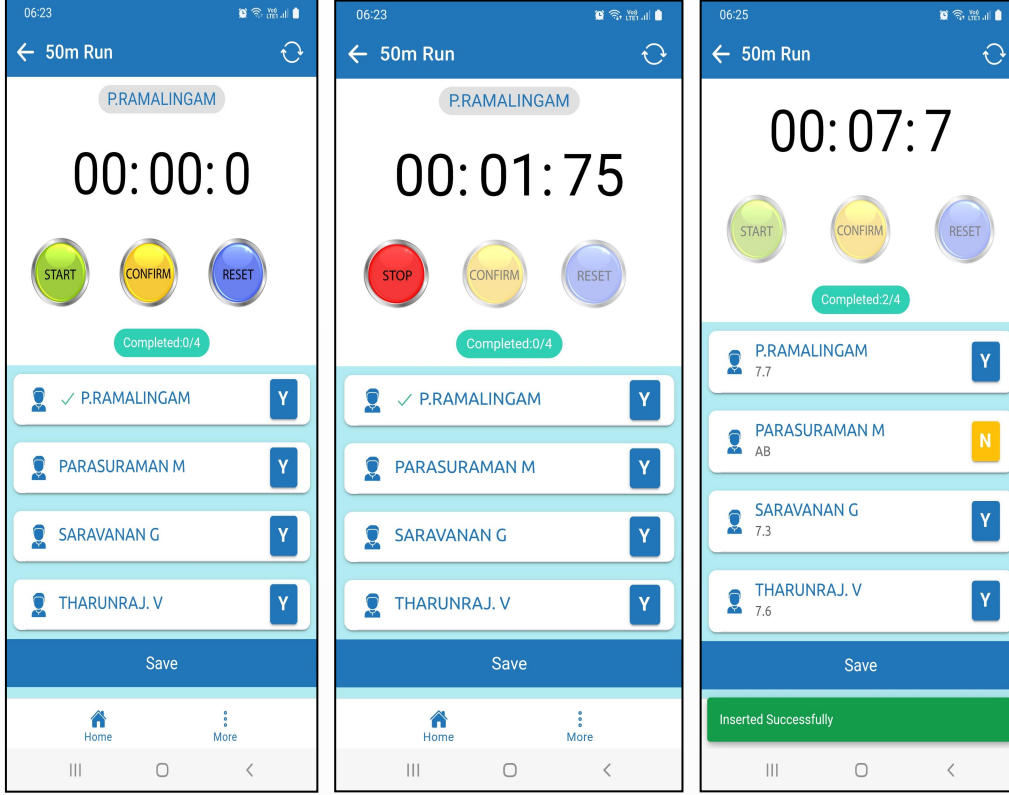 06:23
50m Run
P.RAMALINGAM
00:00:0
START CONFIRM RESET
Completed:0/4
P.RAMALINGAM Y
PARASURAMAN M Y
SARAVANAN G Y
THARUNRAJ. V Y
Save
Home More
06:23
50m Run
P.RAMALINGAM
00:01:75
STOP CONFIRM RESET
Completed:0/4
P.RAMALINGAM Y
PARASURAMAN M Y
SARAVANAN G Y
THARUNRAJ. V Y
Save
Home More
06:25
50m Run
00:07:7
START CONFIRM RESET
Completed:2/4
P.RAMALINGAM Y
7.7
PARASURAMAN M N
AB
SARAVANAN G Y
7.3
THARUNRAJ. V Y
7.6
Save
Inserted Successfully